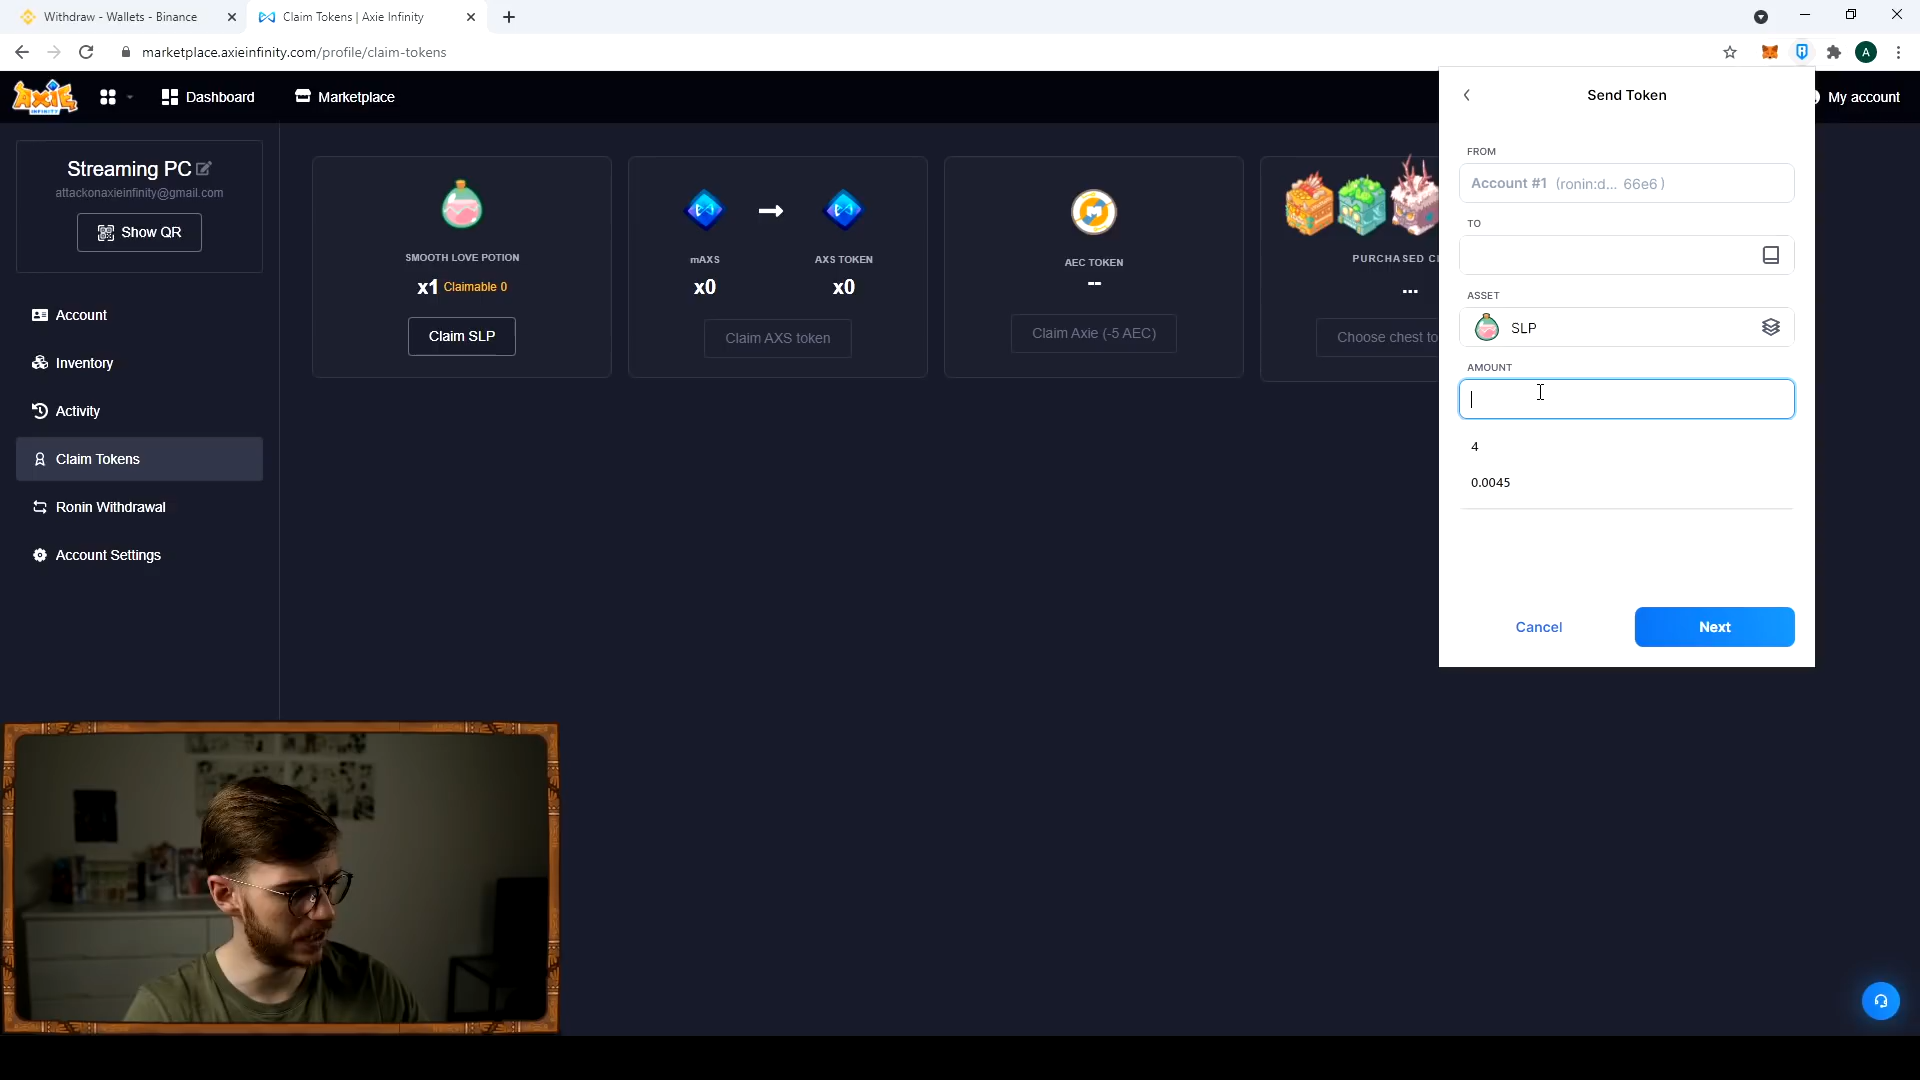 Withdraw - Wallets - Binance
Claim Tokens | Axie Infinity
marketplace.axieinfinity.com/profile/claim-tokens
A
AXIE
INFINITY
Dashboard
Marketplace
My account
Streaming PC
attackonaxieinfinity@gmail.com
Show QR
Account
Inventory
Activity
Claim Tokens
Ronin Withdrawal
Account Settings
SMOOTH LOVE POTION
x1 Claimable 0
Claim SLP
mAXS
x0
AXS TOKEN
x0
Claim AXS token
AEC TOKEN
--
Claim Axie (-5 AEC)
PURCHASED C
...
Choose chest to
Send Token
FROM
Account #1 (ronin:d... 66e6)
TO
ASSET
SLP
AMOUNT
4
0.0045
Cancel
Next